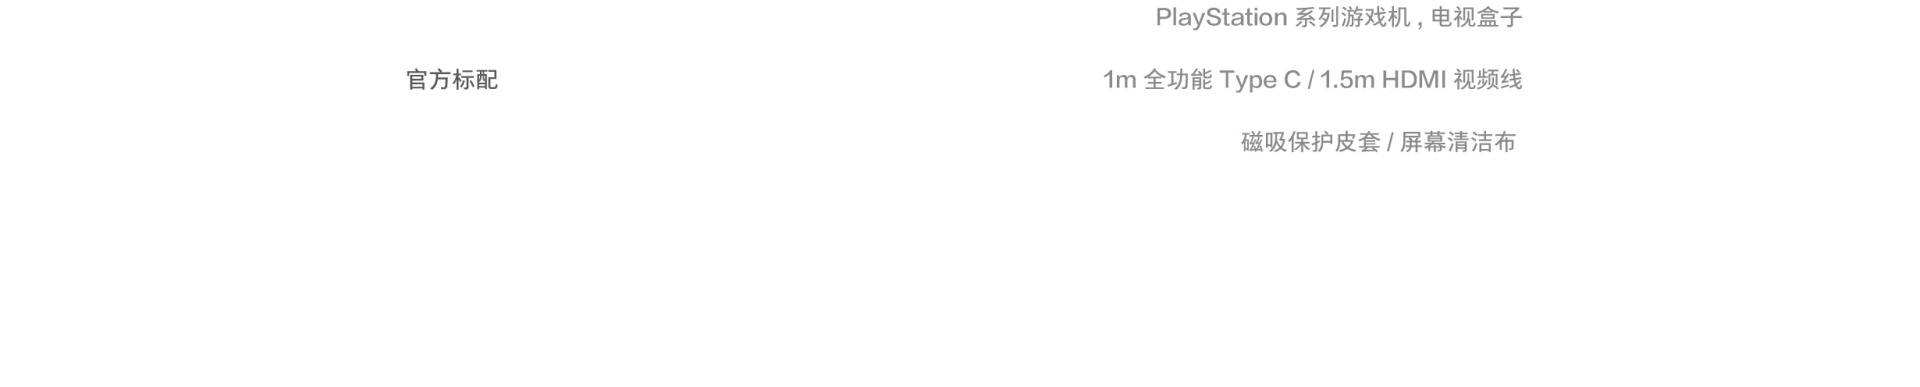 PlayStation 系列游戏机 , 电视盒子
官方标配 1m 全功能 Type C / 1.5m HDMI 视频线
磁吸保护皮套 / 屏幕清洁布